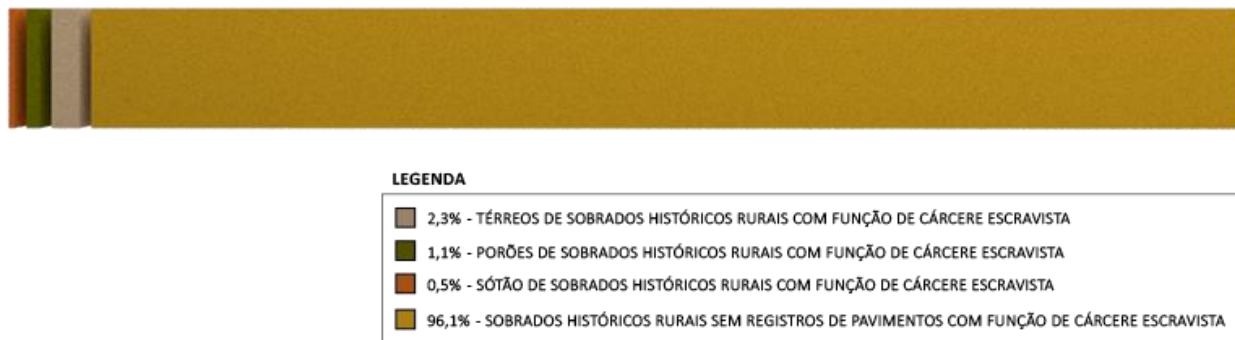 LEGENDA
2,3% - TÉRREOS DE SOBRADOS HISTÓRICOS RURAIS COM FUNÇÃO DE CÁRCERE ESCRAVISTA
1,1% - PORÕES DE SOBRADOS HISTÓRICOS RURAIS COM FUNÇÃO DE CÁRCERE ESCRAVISTA
0,5% - SÓTÃO DE SOBRADOS HISTÓRICOS RURAIS COM FUNÇÃO DE CÁRCERE ESCRAVISTA
96,1% - SOBRADOS HISTÓRICOS RURAIS SEM REGISTROS DE PAVIMENTOS COM FUNÇÃO DE CÁRCERE ESCRAVISTA